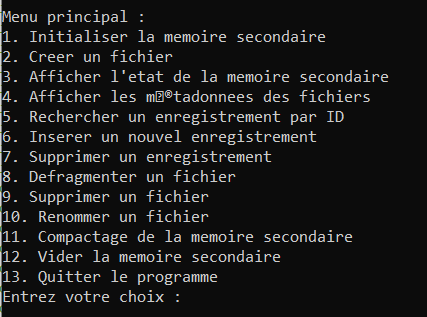 Menu principal :
1. Initialiser la memoire secondaire
2. Creer un fichier
3. Afficher l'etat de la memoire secondaire
4. Afficher les m�©tadonnees des fichiers
5. Rechercher un enregistrement par ID
6. Inserer un nouvel enregistrement
7. Supprimer un enregistrement
8. Defragmenter un fichier
9. Supprimer un fichier
10. Renommer un fichier
11. Compactage de la memoire secondaire
12. Vider la memoire secondaire
13. Quitter le programme
Entrez votre choix :